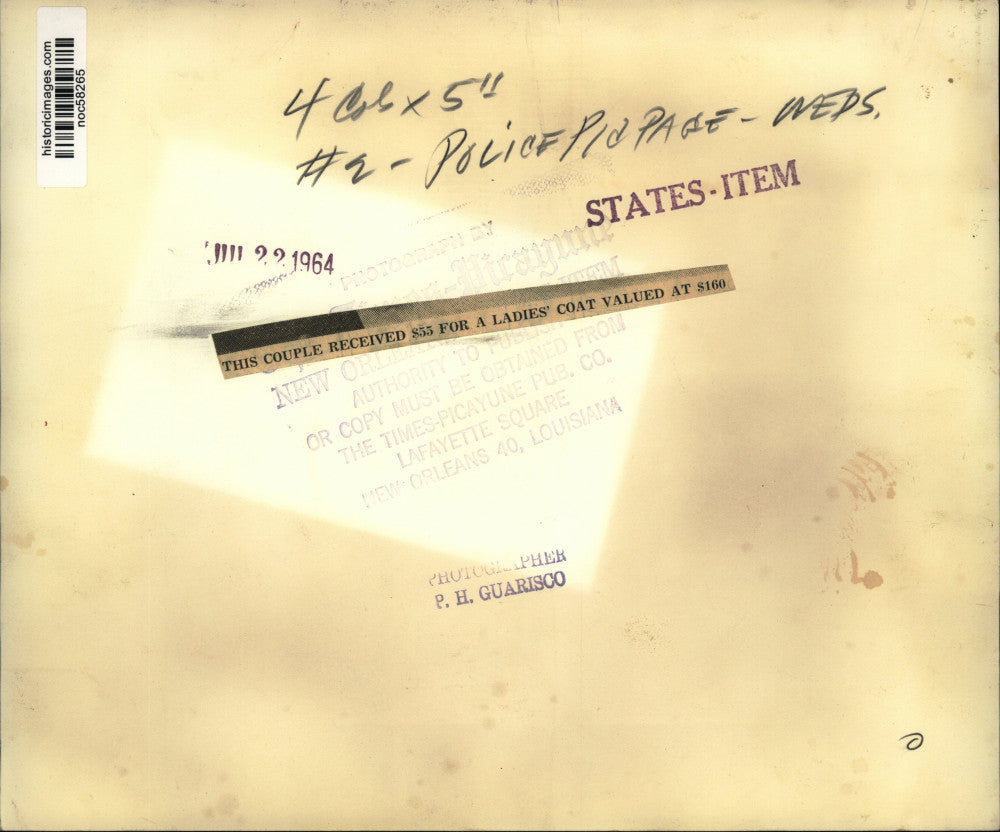 historicimages.com
noc58265
4 Cols x 5"
#2 - POLICE PIC PAGE - WEDS.
STATES-ITEM
22 1964
PHOTOGRAPH BY
THIS COUPLE RECEIVED $55 FOR A LADIES' COAT VALUED AT $160
NEW
AUTHORITY TO PUBLISH
OR COPY MUST BE OBTAINED FROM
THE TIMES-PICAYUNE PUB. CO.
LAFAYETTE SQUARE
NEW ORLEANS 40, LOUISIANA
PHOTOGRAPHER
P. H. GUARISCO